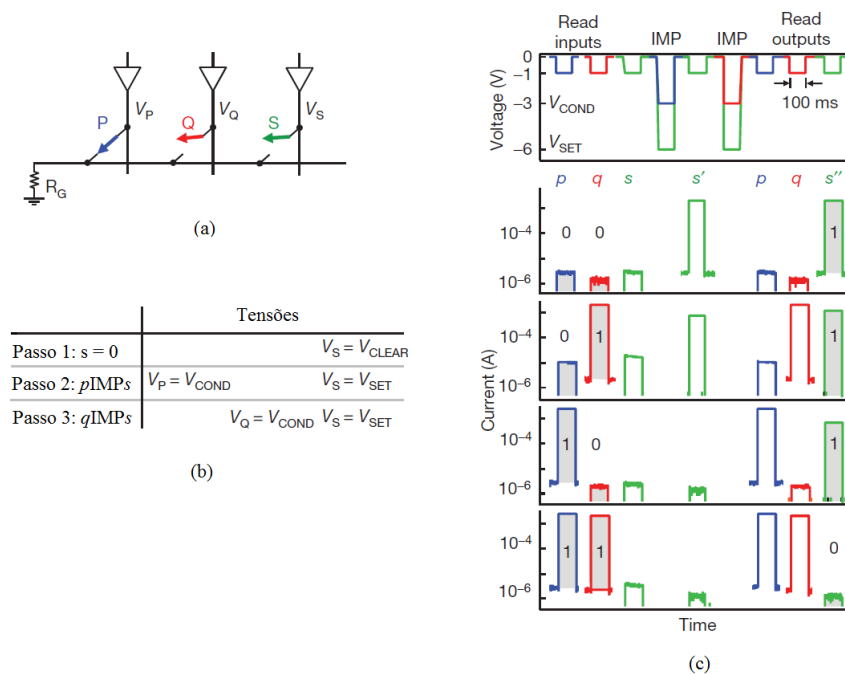 V_P
V_Q
V_S
P
Q
S
R_G
(a)
Tensões
Passo 1: s = 0 V_S = V_CLEAR
Passo 2: pIMPs V_P = V_COND V_S = V_SET
Passo 3: qIMPs V_Q = V_COND V_S = V_SET
(b)
Read inputs
IMP
IMP
Read outputs
Voltage (V)
0
−1
−3
−6
V_COND
V_SET
100 ms
p q s s′ p q s′′
Current (A)
10⁻⁴
10⁻⁶
0 0 1
10⁻⁴
10⁻⁶
0 1 1
10⁻⁴
10⁻⁶
1 0 1
10⁻⁴
10⁻⁶
1 1 0
Time
(c)